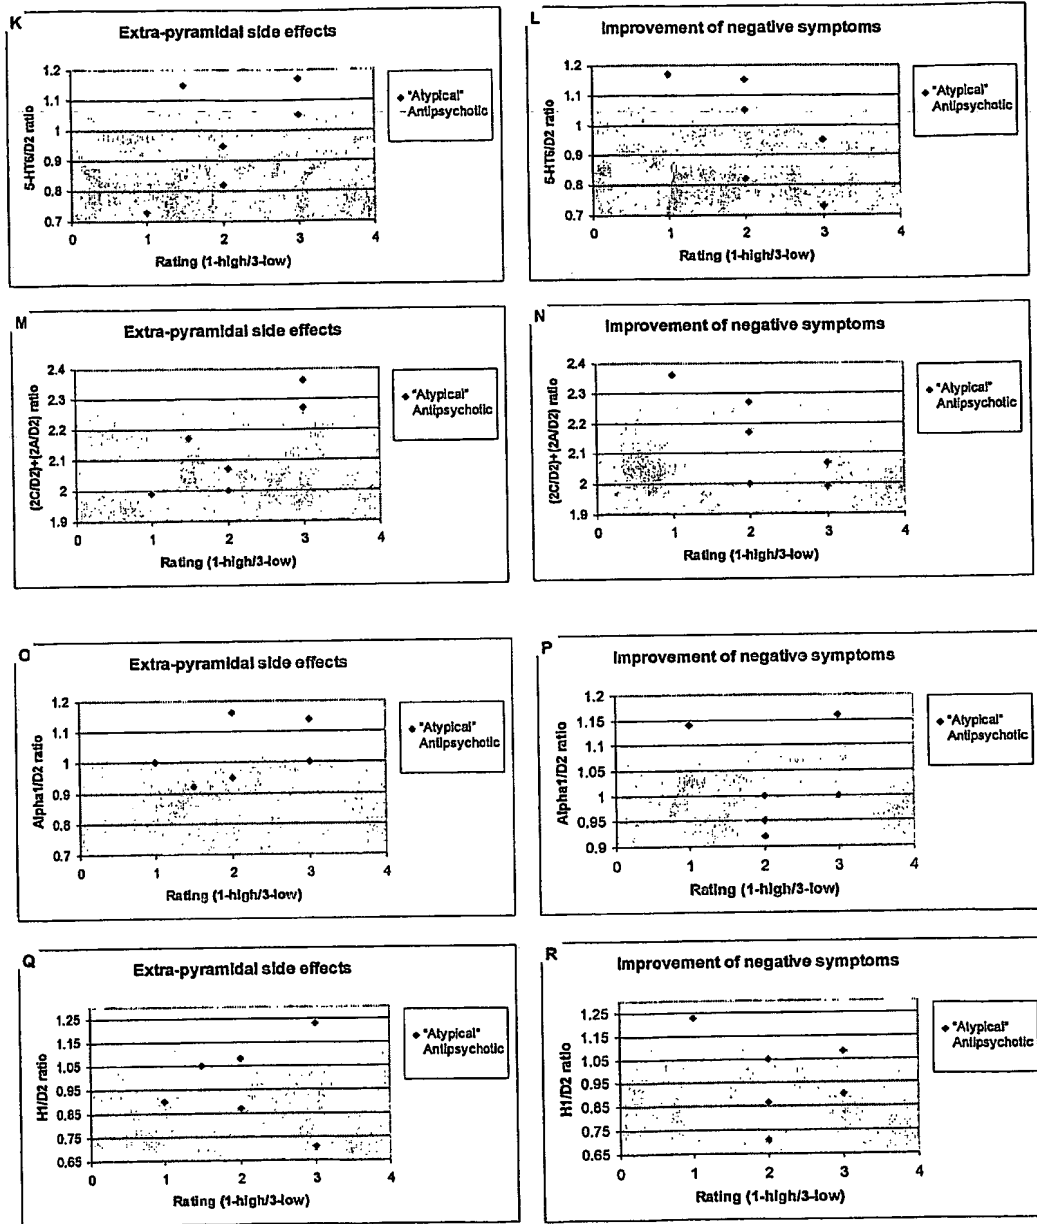 K
Extra-pyramidal side effects
1.2
1.1
1
0.9
0.8
0.7
5-HT6/D2 ratio
0 1 2 3 4
Rating (1-high/3-low)
"Atypical"
Antipsychotic
L
Improvement of negative symptoms
1.2
1.1
1
0.9
0.8
0.7
5-HT6/D2 ratio
0 1 2 3 4
Rating (1-high/3-low)
"Atypical"
Antipsychotic
M
Extra-pyramidal side effects
2.4
2.3
2.2
2.1
2
1.9
(2C/D2)+(2A/D2) ratio
0 1 2 3 4
Rating (1-high/3-low)
"Atypical"
Antipsychotic
N
Improvement of negative symptoms
2.4
2.3
2.2
2.1
2
1.9
(2C/D2)+(2A/D2) ratio
0 1 2 3 4
Rating (1-high/3-low)
"Atypical"
Antipsychotic
O
Extra-pyramidal side effects
1.2
1.1
1
0.9
0.8
0.7
Alpha1/D2 ratio
0 1 2 3 4
Rating (1-high/3-low)
"Atypical"
Antipsychotic
P
Improvement of negative symptoms
1.2
1.15
1.1
1.05
1
0.95
0.9
Alpha1/D2 ratio
0 1 2 3 4
Rating (1-high/3-low)
"Atypical"
Antipsychotic
Q
Extra-pyramidal side effects
1.25
1.15
1.05
0.95
0.85
0.75
0.65
H1/D2 ratio
0 1 2 3 4
Rating (1-high/3-low)
"Atypical"
Antipsychotic
R
Improvement of negative symptoms
1.25
1.15
1.05
0.95
0.85
0.75
0.65
H1/D2 ratio
0 1 2 3 4
Rating (1-high/3-low)
"Atypical"
Antipsychotic